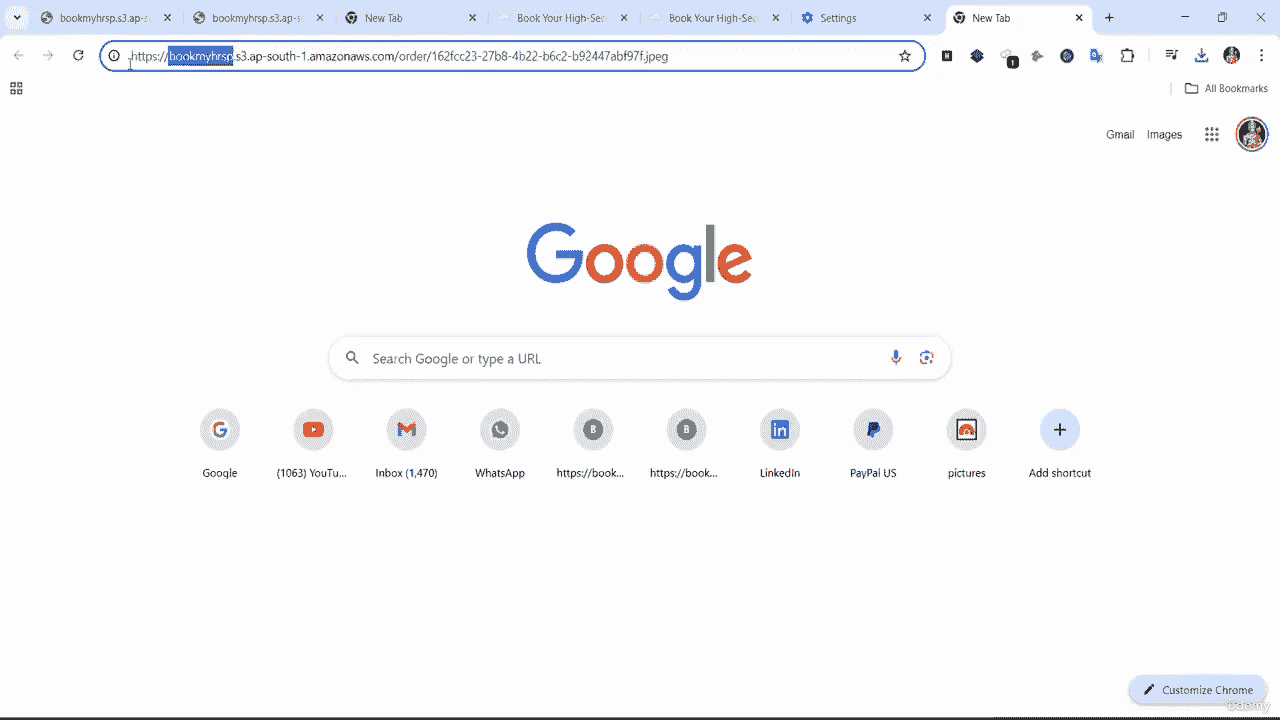 bookmyhrsp.s3.ap-s
bookmyhrsp.s3.ap-s
New Tab
Book Your High-Sec
Book Your High-Sec
Settings
New Tab
https://bookmyhrsp.s3.ap-south-1.amazonaws.com/order/162fcc23-27b8-4b22-b6c2-b92447abf97f.jpeg
1
All Bookmarks
Gmail
Images
Google
Search Google or type a URL
B
B
in
Google
(1063) YouTu...
Inbox (1,470)
WhatsApp
https://book...
https://book...
LinkedIn
PayPal US
pictures
Add shortcut
Customize Chrome
Udemy